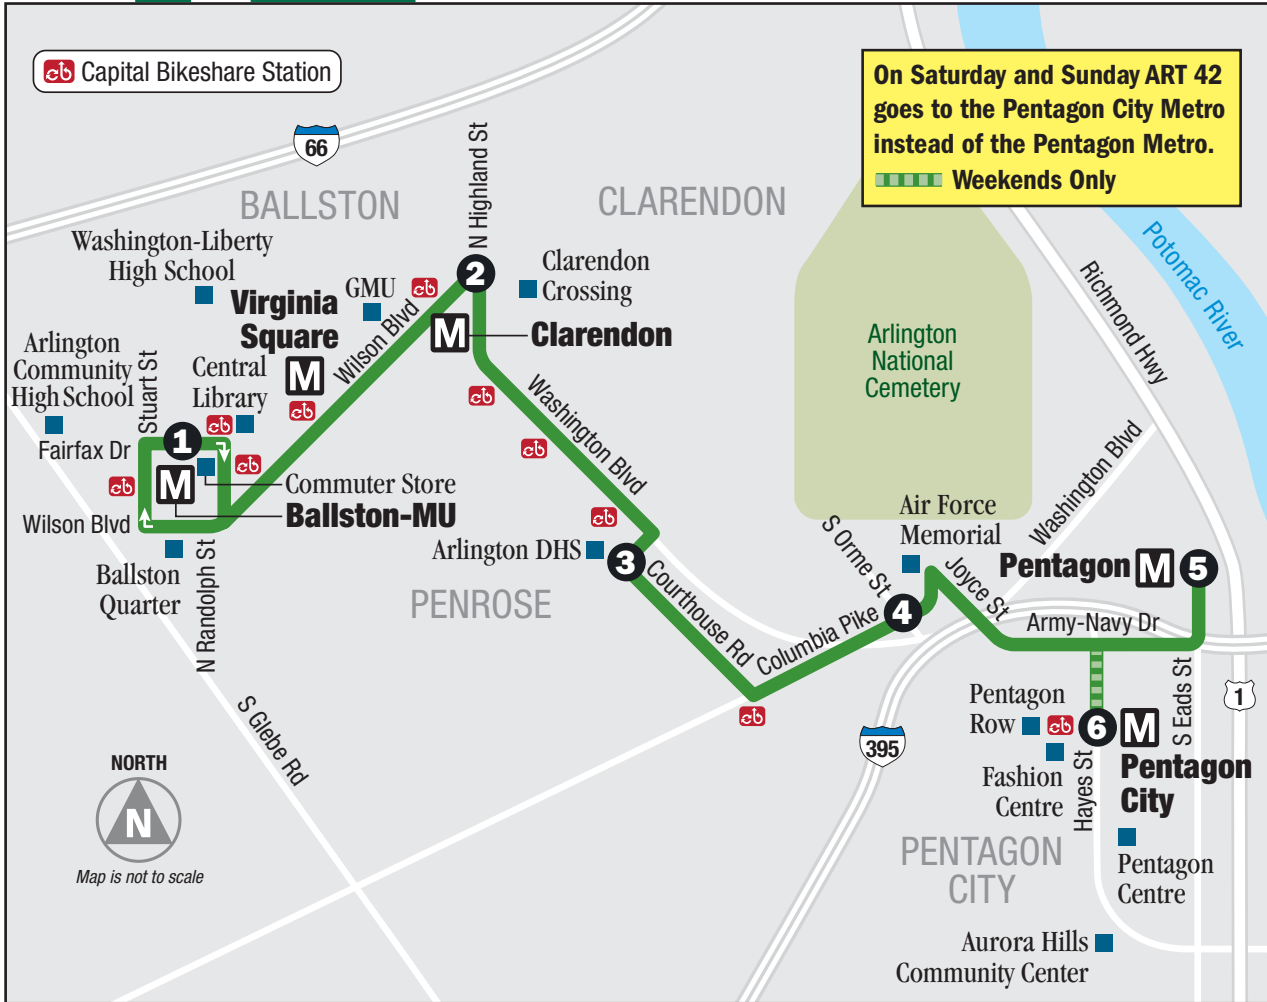 Capital Bikeshare Station
On Saturday and Sunday ART 42
goes to the Pentagon City Metro
instead of the Pentagon Metro.
Weekends Only
66
N Highland St
BALLSTON
CLARENDON
Washington-Liberty
High School
GMU
2
Clarendon
Crossing
Potomac River
Richmond Hwy
Virginia
Square
M
Wilson Blvd
M
Clarendon
Arlington
Community
High School
Stuart St
Central
Library
Arlington
National
Cemetery
Fairfax Dr
1
M
Commuter Store
Ballston-MU
Wilson Blvd
Washington Blvd
Washington Blvd
Ballston
Quarter
N Randolph St
Arlington DHS
3
PENROSE
Courthouse Rd
Columbia Pike
S Orme St
Air Force
Memorial
4
Joyce St
Pentagon
M
5
Army-Navy Dr
S Eads St
1
S Glebe Rd
395
Pentagon
Row
6
M
Pentagon
City
Fashion
Centre
Hayes St
NORTH
N
Map is not to scale
PENTAGON
CITY
Pentagon
Centre
Aurora Hills
Community Center